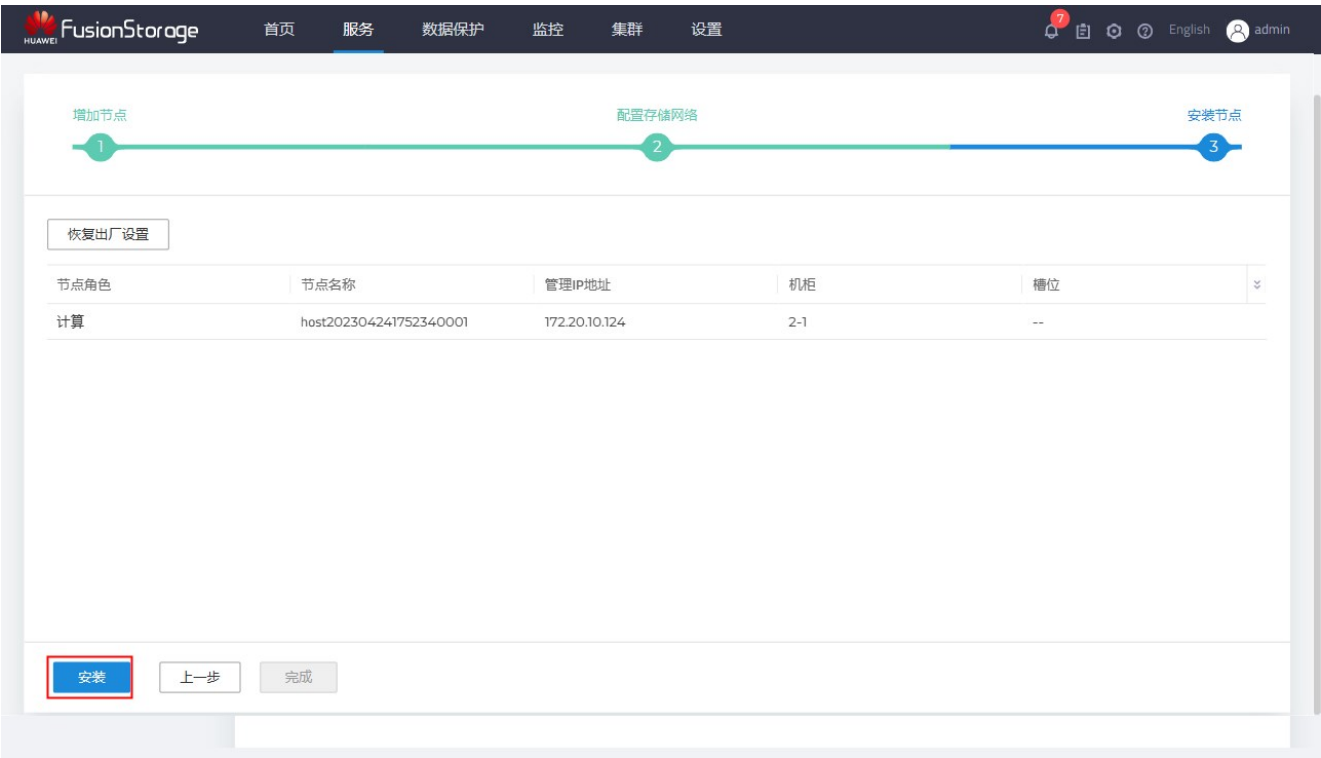 HUAWEI FusionStorage 首页 服务 数据保护 监控 集群 设置 7 English admin
增加节点 配置存储网络 安装节点
1 2 3
恢复出厂设置
节点角色 节点名称 管理IP地址 机柜 槽位
计算 host202304241752340001 172.20.10.124 2-1 --
安装 上一步 完成